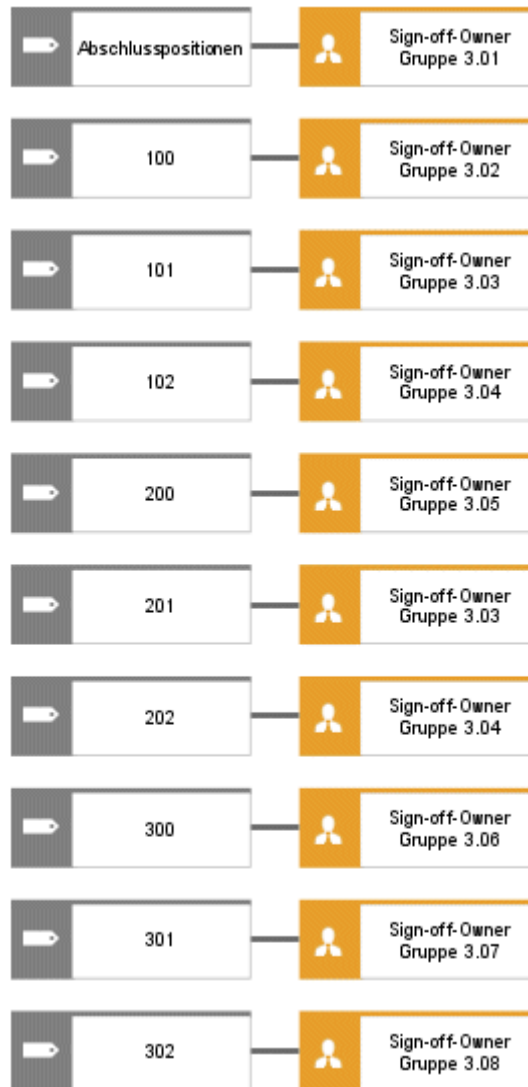 Abschlusspositionen
Sign-off-Owner
Gruppe 3.01
100
Sign-off-Owner
Gruppe 3.02
101
Sign-off-Owner
Gruppe 3.03
102
Sign-off-Owner
Gruppe 3.04
200
Sign-off-Owner
Gruppe 3.05
201
Sign-off-Owner
Gruppe 3.03
202
Sign-off-Owner
Gruppe 3.04
300
Sign-off-Owner
Gruppe 3.06
301
Sign-off-Owner
Gruppe 3.07
302
Sign-off-Owner
Gruppe 3.08